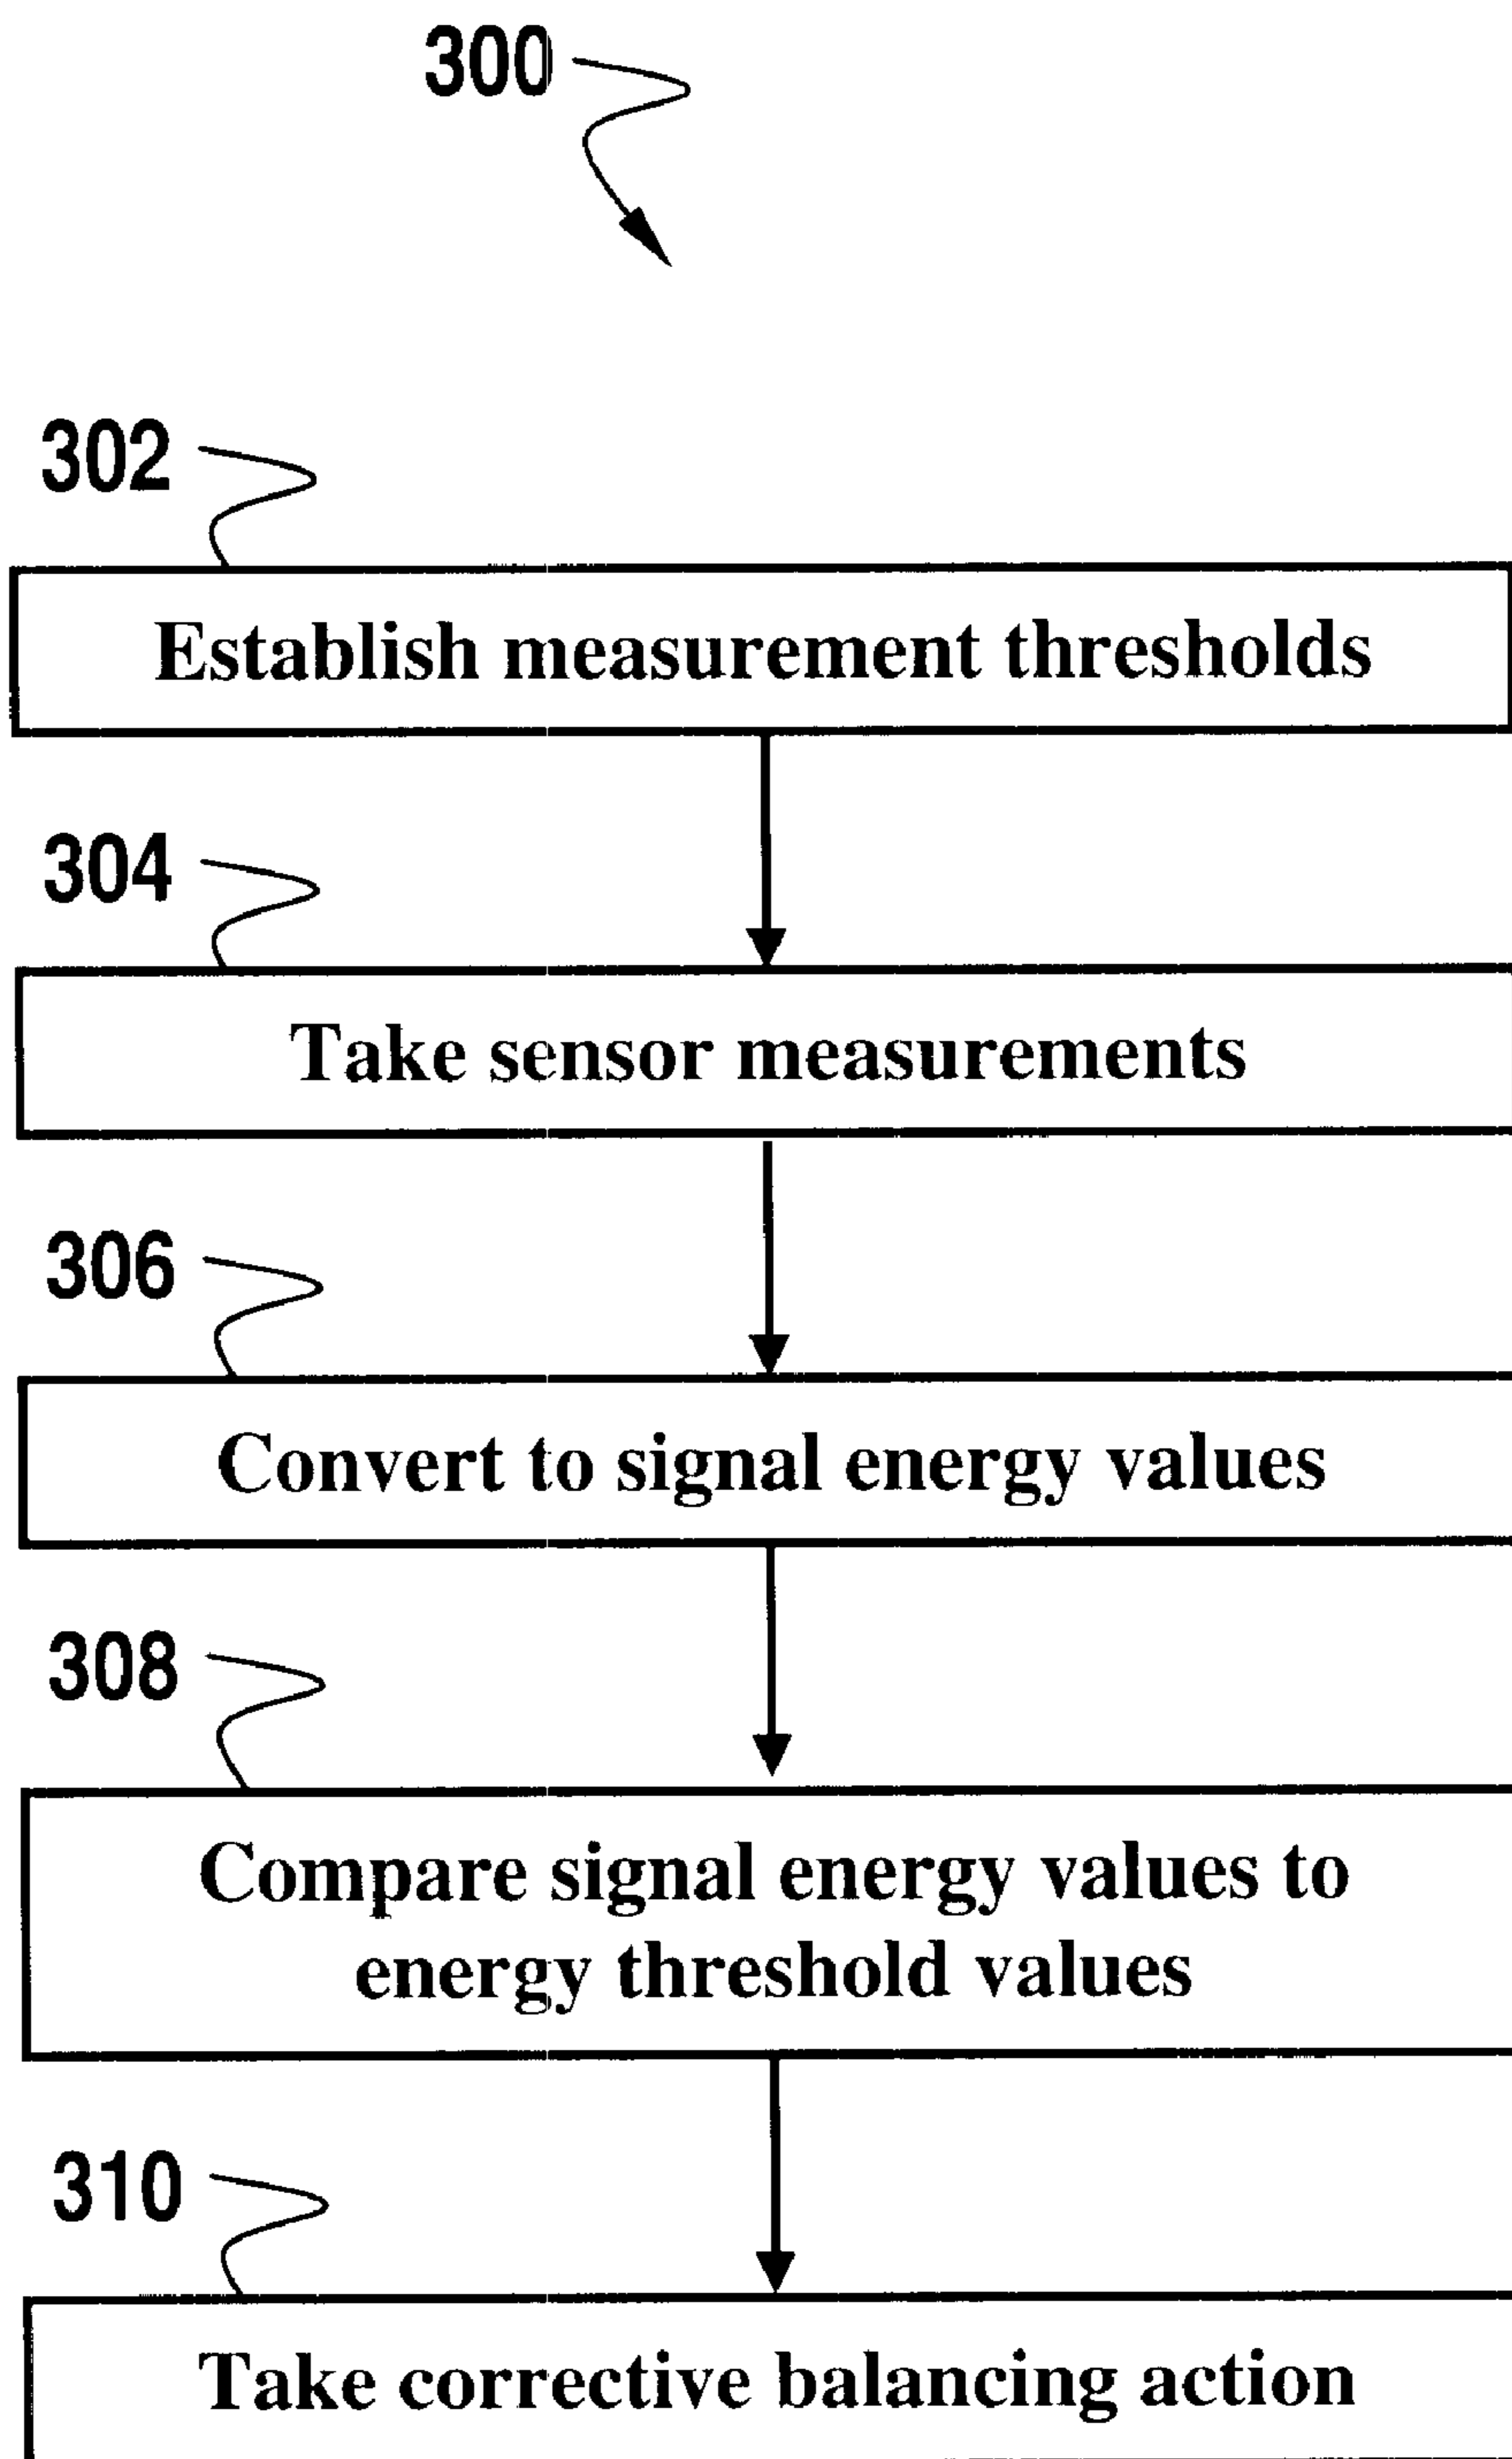 300
302
Establish measurement thresholds
304
Take sensor measurements
306
Convert to signal energy values
308
Compare signal energy values to
energy threshold values
310
Take corrective balancing action